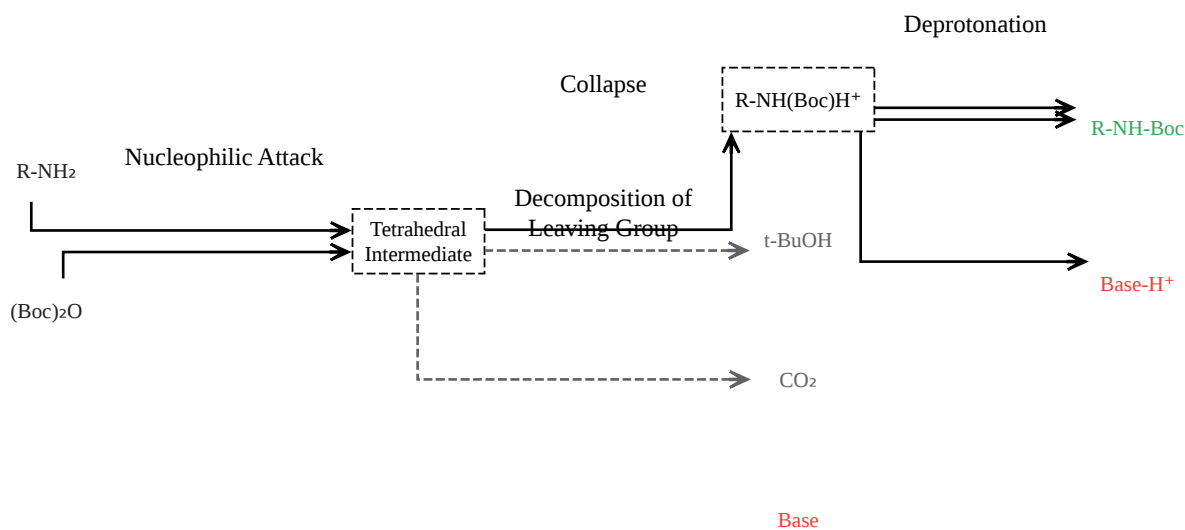 Deprotonation
Collapse
R-NH(Boc)H⁺
R-NH-Boc
Nucleophilic Attack
R-NH₂
Decomposition of
Leaving Group
Tetrahedral
Intermediate
t-BuOH
Base-H⁺
(Boc)₂O
CO₂
Base